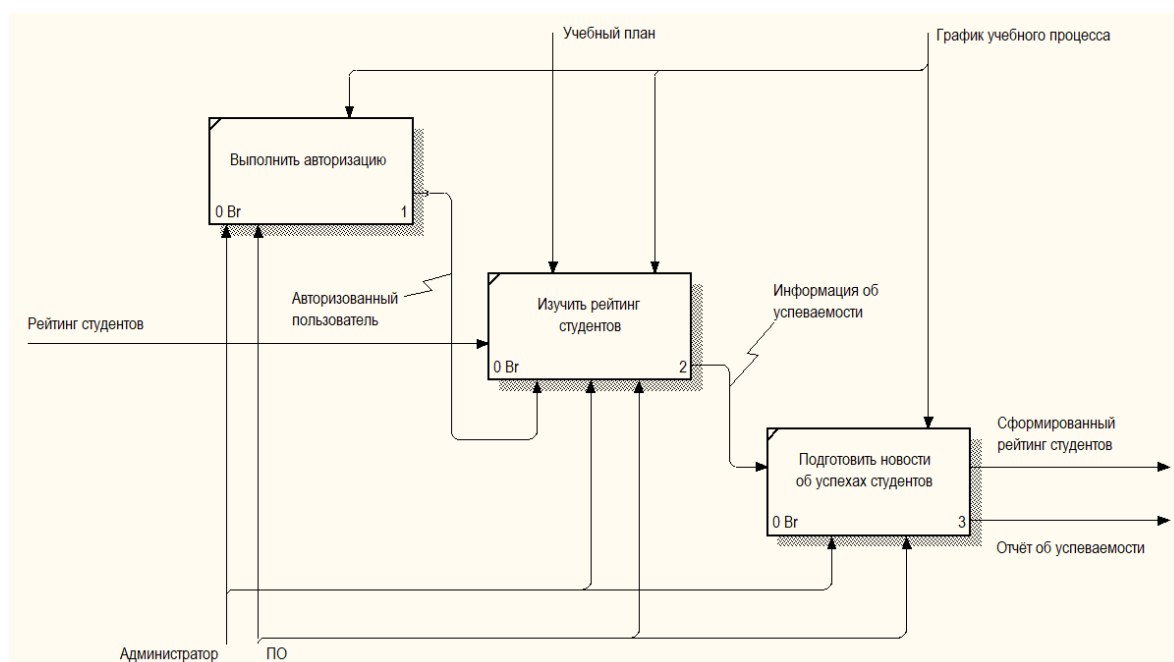 Учебный план
График учебного процесса
Выполнить авторизацию
0 Br
1
Авторизованный
пользователь
Рейтинг студентов
Изучить рейтинг
студентов
0 Br
2
Информация об
успеваемости
Подготовить новости
об успехах студентов
0 Br
3
Сформированный
рейтинг студентов
Отчёт об успеваемости
Администратор
ПО